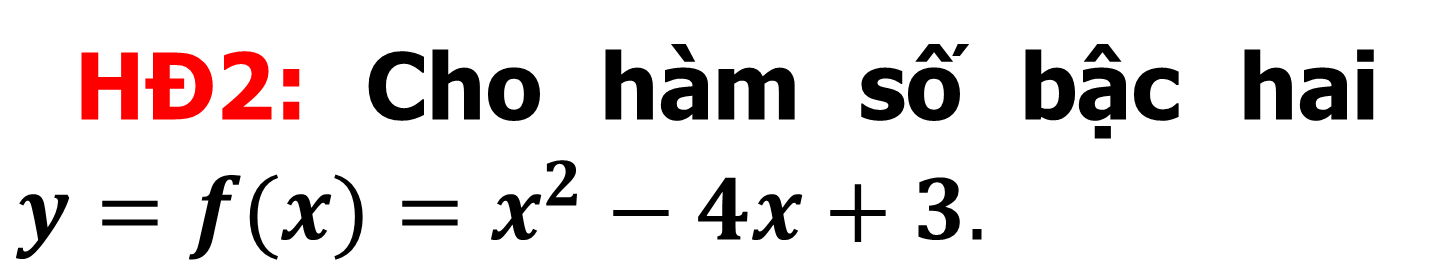 HĐ2: Cho hàm số bậc hai
y = f(x) = x² − 4x + 3.